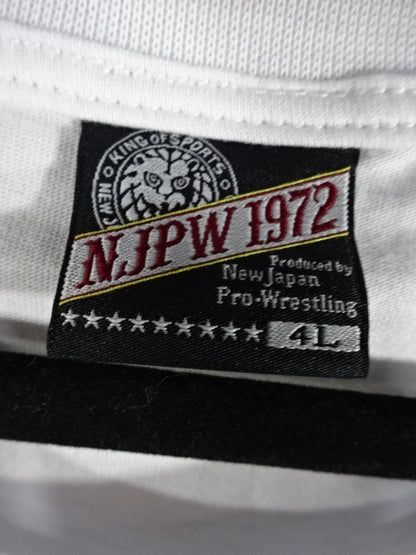 KING OF SPORTS
NEW J
NJPW 1972
Produced by
New Japan
Pro-Wrestling
4L